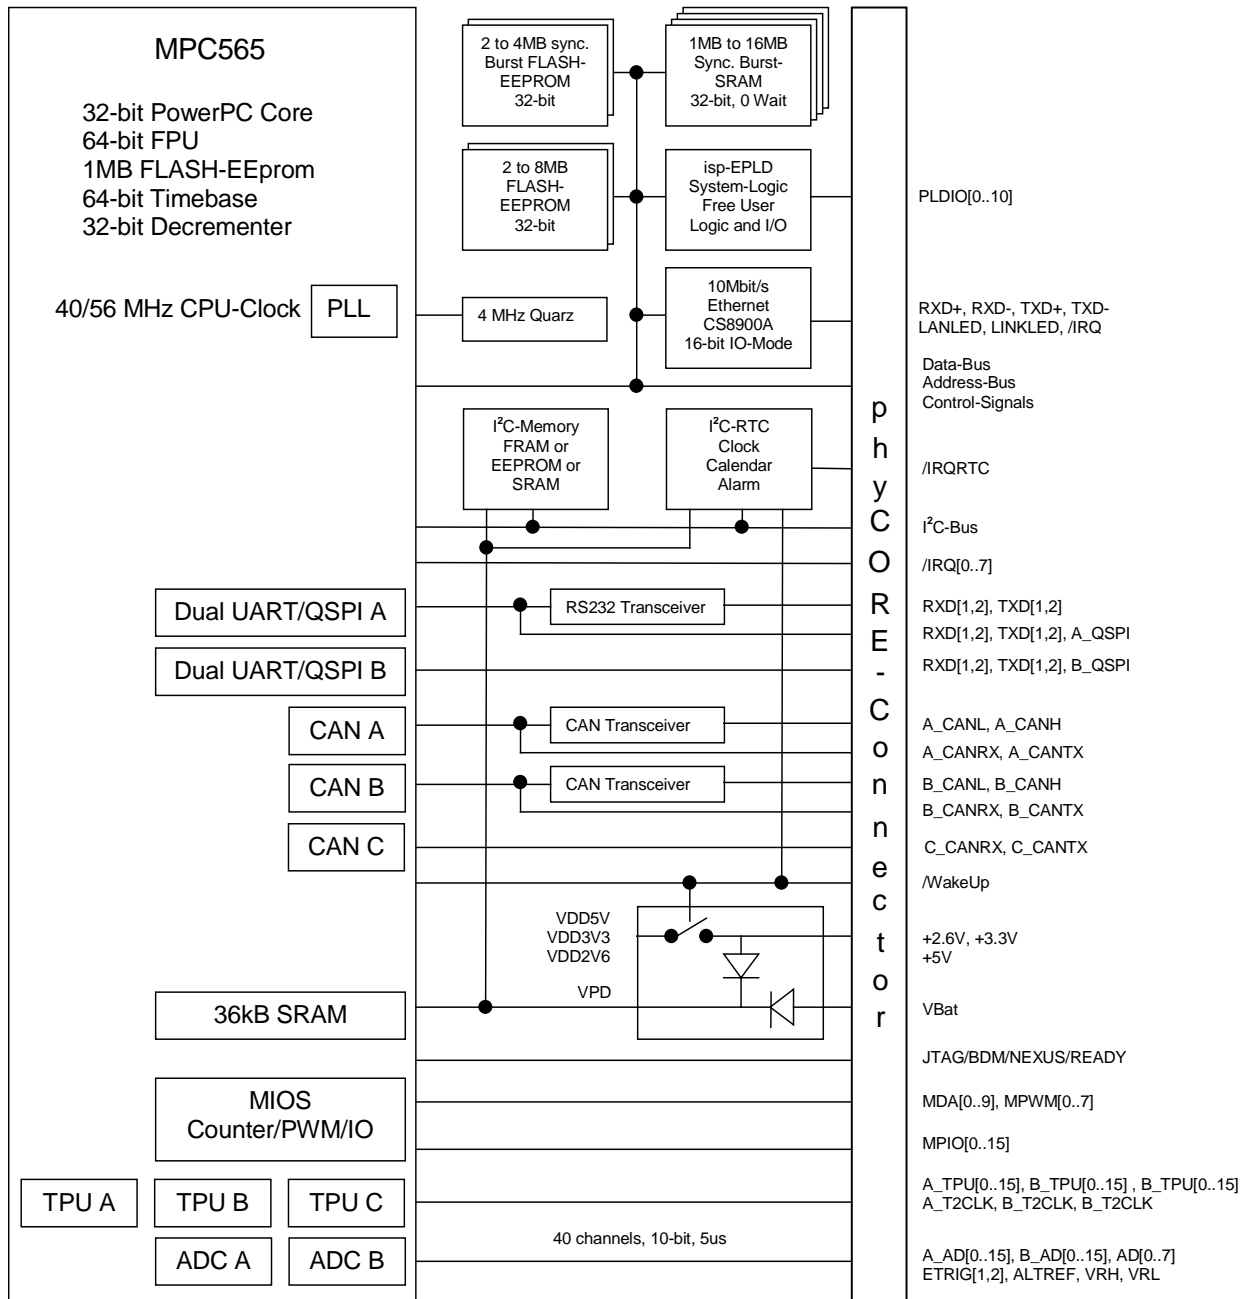 MPC565
32-bit PowerPC Core
64-bit FPU
1MB FLASH-EEprom
64-bit Timebase
32-bit Decrementer
40/56 MHz CPU-Clock
PLL
4 MHz Quarz
2 to 4MB sync.
Burst FLASH-
EEPROM
32-bit
1MB to 16MB
Sync. Burst-
SRAM
32-bit, 0 Wait
2 to 8MB
FLASH-
EEPROM
32-bit
isp-EPLD
System-Logic
Free User
Logic and I/O
PLDIO[0..10]
10Mbit/s
Ethernet
CS8900A
16-bit IO-Mode
RXD+, RXD-, TXD+, TXD-
LANLED, LINKLED, /IRQ
Data-Bus
Address-Bus
Control-Signals
phyCORE-Connector
I²C-Memory
FRAM or
EEPROM or
SRAM
I²C-RTC
Clock
Calendar
Alarm
/IRQRTC
I²C-Bus
/IRQ[0..7]
Dual UART/QSPI A
RS232 Transceiver
RXD[1,2], TXD[1,2]
RXD[1,2], TXD[1,2], A_QSPI
Dual UART/QSPI B
RXD[1,2], TXD[1,2], B_QSPI
CAN A
CAN Transceiver
A_CANL, A_CANH
A_CANRX, A_CANTX
CAN B
CAN Transceiver
B_CANL, B_CANH
B_CANRX, B_CANTX
CAN C
C_CANRX, C_CANTX
/WakeUp
VDD5V
VDD3V3
VDD2V6
+2.6V, +3.3V
+5V
VPD
36kB SRAM
VBat
JTAG/BDM/NEXUS/READY
MIOS
Counter/PWM/IO
MDA[0..9], MPWM[0..7]
MPIO[0..15]
TPU A
TPU B
TPU C
A_TPU[0..15], B_TPU[0..15] , B_TPU[0..15]
A_T2CLK, B_T2CLK, B_T2CLK
ADC A
ADC B
40 channels, 10-bit, 5us
A_AD[0..15], B_AD[0..15], AD[0..7]
ETRIG[1,2], ALTREF, VRH, VRL